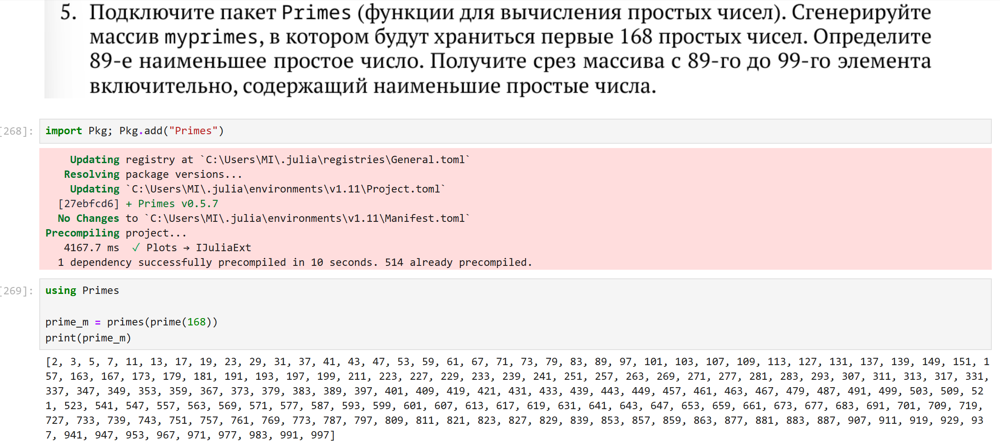 5. Подключите пакет Primes (функции для вычисления простых чисел). Сгенерируйте
массив myprimes, в котором будут храниться первые 168 простых чисел. Определите
89-е наименьшее простое число. Получите срез массива с 89-го до 99-го элемента
включительно, содержащий наименьшие простые числа.
[268]: import Pkg; Pkg.add("Primes")
Updating registry at `C:\Users\MI\.julia\registries\General.toml`
Resolving package versions...
Updating `C:\Users\MI\.julia\environments\v1.11\Project.toml`
[27ebfcd6] + Primes v0.5.7
No Changes to `C:\Users\MI\.julia\environments\v1.11\Manifest.toml`
Precompiling project...
4167.7 ms ✓ Plots → IJuliaExt
1 dependency successfully precompiled in 10 seconds. 514 already precompiled.
[269]: using Primes
prime_m = primes(prime(168))
print(prime_m)
[2, 3, 5, 7, 11, 13, 17, 19, 23, 29, 31, 37, 41, 43, 47, 53, 59, 61, 67, 71, 73, 79, 83, 89, 97, 101, 103, 107, 109, 113, 127, 131, 137, 139, 149, 151, 1
57, 163, 167, 173, 179, 181, 191, 193, 197, 199, 211, 223, 227, 229, 233, 239, 241, 251, 257, 263, 269, 271, 277, 281, 283, 293, 307, 311, 313, 317, 331,
337, 347, 349, 353, 359, 367, 373, 379, 383, 389, 397, 401, 409, 419, 421, 431, 433, 439, 443, 449, 457, 461, 463, 467, 479, 487, 491, 499, 503, 509, 52
1, 523, 541, 547, 557, 563, 569, 571, 577, 587, 593, 599, 601, 607, 613, 617, 619, 631, 641, 643, 647, 653, 659, 661, 673, 677, 683, 691, 701, 709, 719,
727, 733, 739, 743, 751, 757, 761, 769, 773, 787, 797, 809, 811, 821, 823, 827, 829, 839, 853, 857, 859, 863, 877, 881, 883, 887, 907, 911, 919, 929, 93
7, 941, 947, 953, 967, 971, 977, 983, 991, 997]